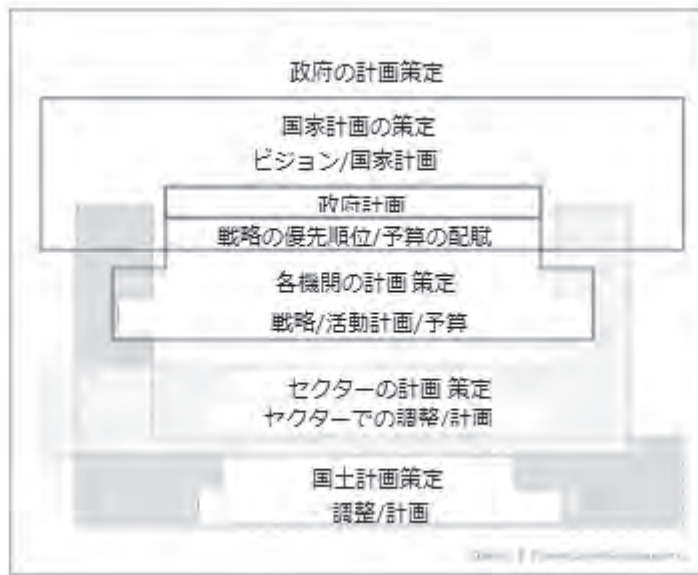 政府の計画策定
国家計画の策定
ビジョン/国家計画
政府計画
戦略の優先順位/予算の配賦
各機関の計画 策定
戦略/活動計画/予算
セクターの計画 策定
セクターでの調整/計画
国土計画策定
調整/計画